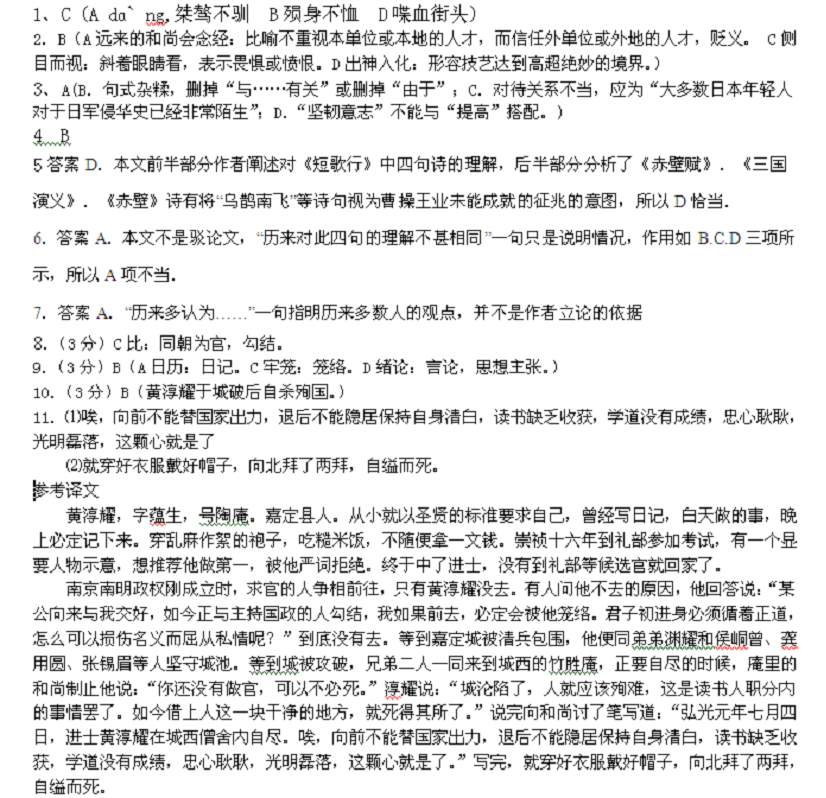 1、C（A daˋ ng,桀骜不驯  B殒身不恤  D喋血街头）
2. B（A远来的和尚会念经：比喻不重视本单位或本地的人才，而信任外单位或外地的人才，贬义。 C侧
目而视：斜着眼睛看，表示畏惧或愤恨。D出神入化：形容技艺达到高超绝妙的境界。）
3、A(B．句式杂糅，删掉“与……有关”或删掉“由于”；C．对待关系不当，应为“大多数日本年轻人
对于日军侵华史已经非常陌生”；D．“坚韧意志”不能与“提高”搭配。)
4  B
5答案 D．本文前半部分作者阐述对《短歌行》中四句诗的理解，后半部分分析了《赤壁赋》．《三国
演义》．《赤壁》诗有将“乌鹊南飞”等诗句视为曹操王业未能成就的征兆的意图，所以 D 恰当．
6. 答案 A．本文不是驳论文，“历来对此四句的理解不甚相同”一句只是说明情况，作用如 B.C.D 三项所
示，所以 A 项不当．
7. 答案 A．“历来多认为……”一句指明历来多数人的观点，并不是作者立论的依据
8.（3分）C比：同朝为官，勾结。
9.（3分）B（A日历：日记。C牢笼：笼络。D绪论：言论，思想主张。）
10.（3分）B（黄淳耀于城破后自杀殉国。）
11. ⑴唉，向前不能替国家出力，退后不能隐居保持自身清白，读书缺乏收获，学道没有成绩，忠心耿耿，
光明磊落，这颗心就是了
⑵就穿好衣服戴好帽子，向北拜了两拜，自缢而死。
参考译文
黄淳耀，字蕴生，号陶庵。嘉定县人。从小就以圣贤的标准要求自己，曾经写日记，白天做的事，晚
上必定记下来。穿乱麻作絮的袍子，吃糙米饭，不随便拿一文钱。崇祯十六年到礼部参加考试，有一个显
要人物示意，想推荐他做第一，被他严词拒绝。终于中了进士，没有到礼部等候选官就回家了。
南京南明政权刚成立时，求官的人争相前往，只有黄淳耀没去。有人问他不去的原因，他回答说：“某
公向来与我交好，如今正与主持国政的人勾结，我如果前去，必定会被他笼络。君子初进身必须循着正道，
怎么可以损伤名义而屈从私情呢？”到底没有去。等到嘉定城被清兵包围，他便同弟弟渊耀和侯峒曾、龚
用圆、张锡眉等人坚守城池。等到城被攻破，兄弟二人一同来到城西的竹胜庵，正要自尽的时候，庵里的
和尚制止他说：“你还没有做官，可以不必死。”淳耀说：“城沦陷了，人就应该殉难，这是读书人职分内
的事情罢了。如今借上人这一块干净的地方，就死得其所了。”说完向和尚讨了笔写道：“弘光元年七月四
日，进士黄淳耀在城西僧舍内自尽。唉，向前不能替国家出力，退后不能隐居保持自身清白，读书缺乏收
获，学道没有成绩，忠心耿耿，光明磊落，这颗心就是了。”写完，就穿好衣服戴好帽子，向北拜了两拜，
自缢而死。